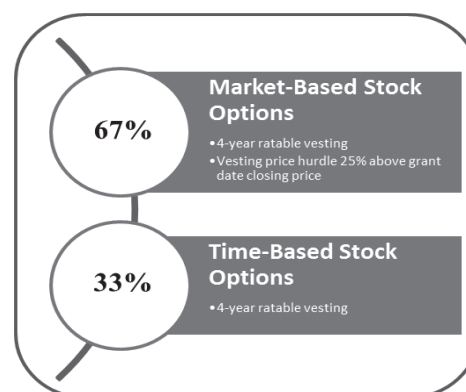 67%
Market-Based Stock
Options
•4-year ratable vesting
•Vesting price hurdle 25% above grant
date closing price
33%
Time-Based Stock
Options
•4-year ratable vesting